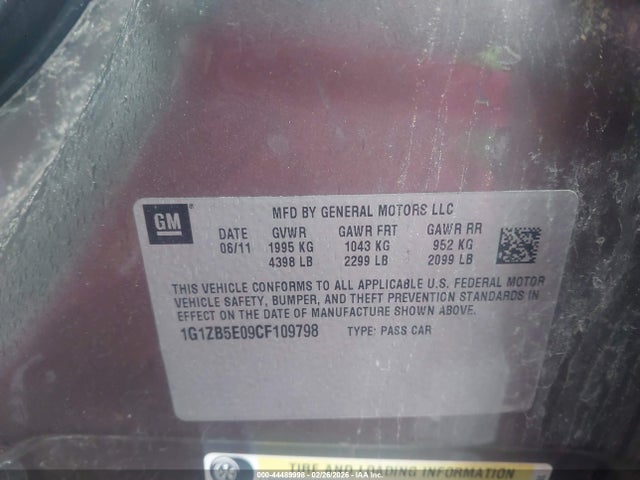 GM
MFD BY GENERAL MOTORS LLC
DATE GVWR GAWR FRT GAWR RR
06/11 1995 KG 1043 KG 952 KG
4398 LB 2299 LB 2099 LB
THIS VEHICLE CONFORMS TO ALL APPLICABLE U.S. FEDERAL MOTOR
VEHICLE SAFETY, BUMPER, AND THEFT PREVENTION STANDARDS IN
EFFECT ON THE DATE OF MANUFACTURE SHOWN ABOVE.
1G1ZB5E09CF109798 TYPE: PASS CAR
TIRE AND LOADING INFORMATION
000-44489998 - 02/26/2026 - IAA Inc.